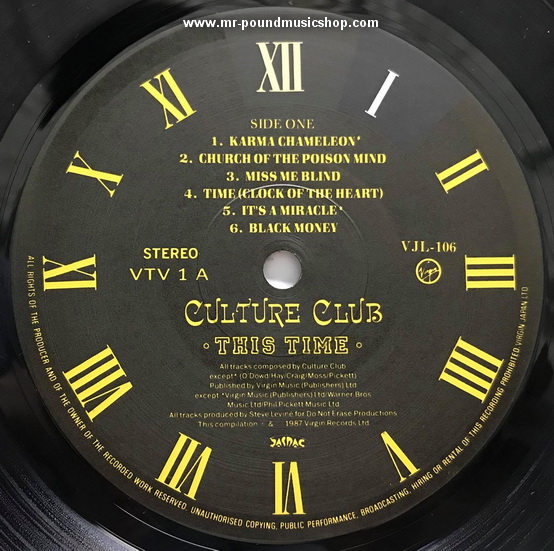 www.mr-poundmusicshop.com
XII
I
II
III
IIII
V
VI
VII
VIII
IX
X
XI
SIDE ONE
1. KARMA CHAMELEON*
2. CHURCH OF THE POISON MIND
3. MISS ME BLIND
4. TIME (CLOCK OF THE HEART)
5. IT'S A MIRACLE*
6. BLACK MONEY
STEREO
VTV 1 A
VJL-106
Virgin
CULTURE CLUB
· THIS TIME ·
All tracks composed by Culture Club
except* (O'Dowd/Hay/Craig/Moss/Pickett)
Published by Virgin Music (Publishers) Ltd
except *Virgin Music (Publishers) Ltd/Warner Bros
Music Ltd/Phil Pickett Music Ltd
All tracks produced by Steve Levine for Do Not Erase Productions
This compilation · & · 1987 Virgin Records Ltd
JASRAC
ALL RIGHTS OF THE PRODUCER AND OF THE OWNER OF THE RECORDED WORK RESERVED. UNAUTHORISED COPYING, PUBLIC PERFORMANCE, BROADCASTING, HIRING OR RENTAL OF THIS RECORDING PROHIBITED VIRGIN JAPAN LTD